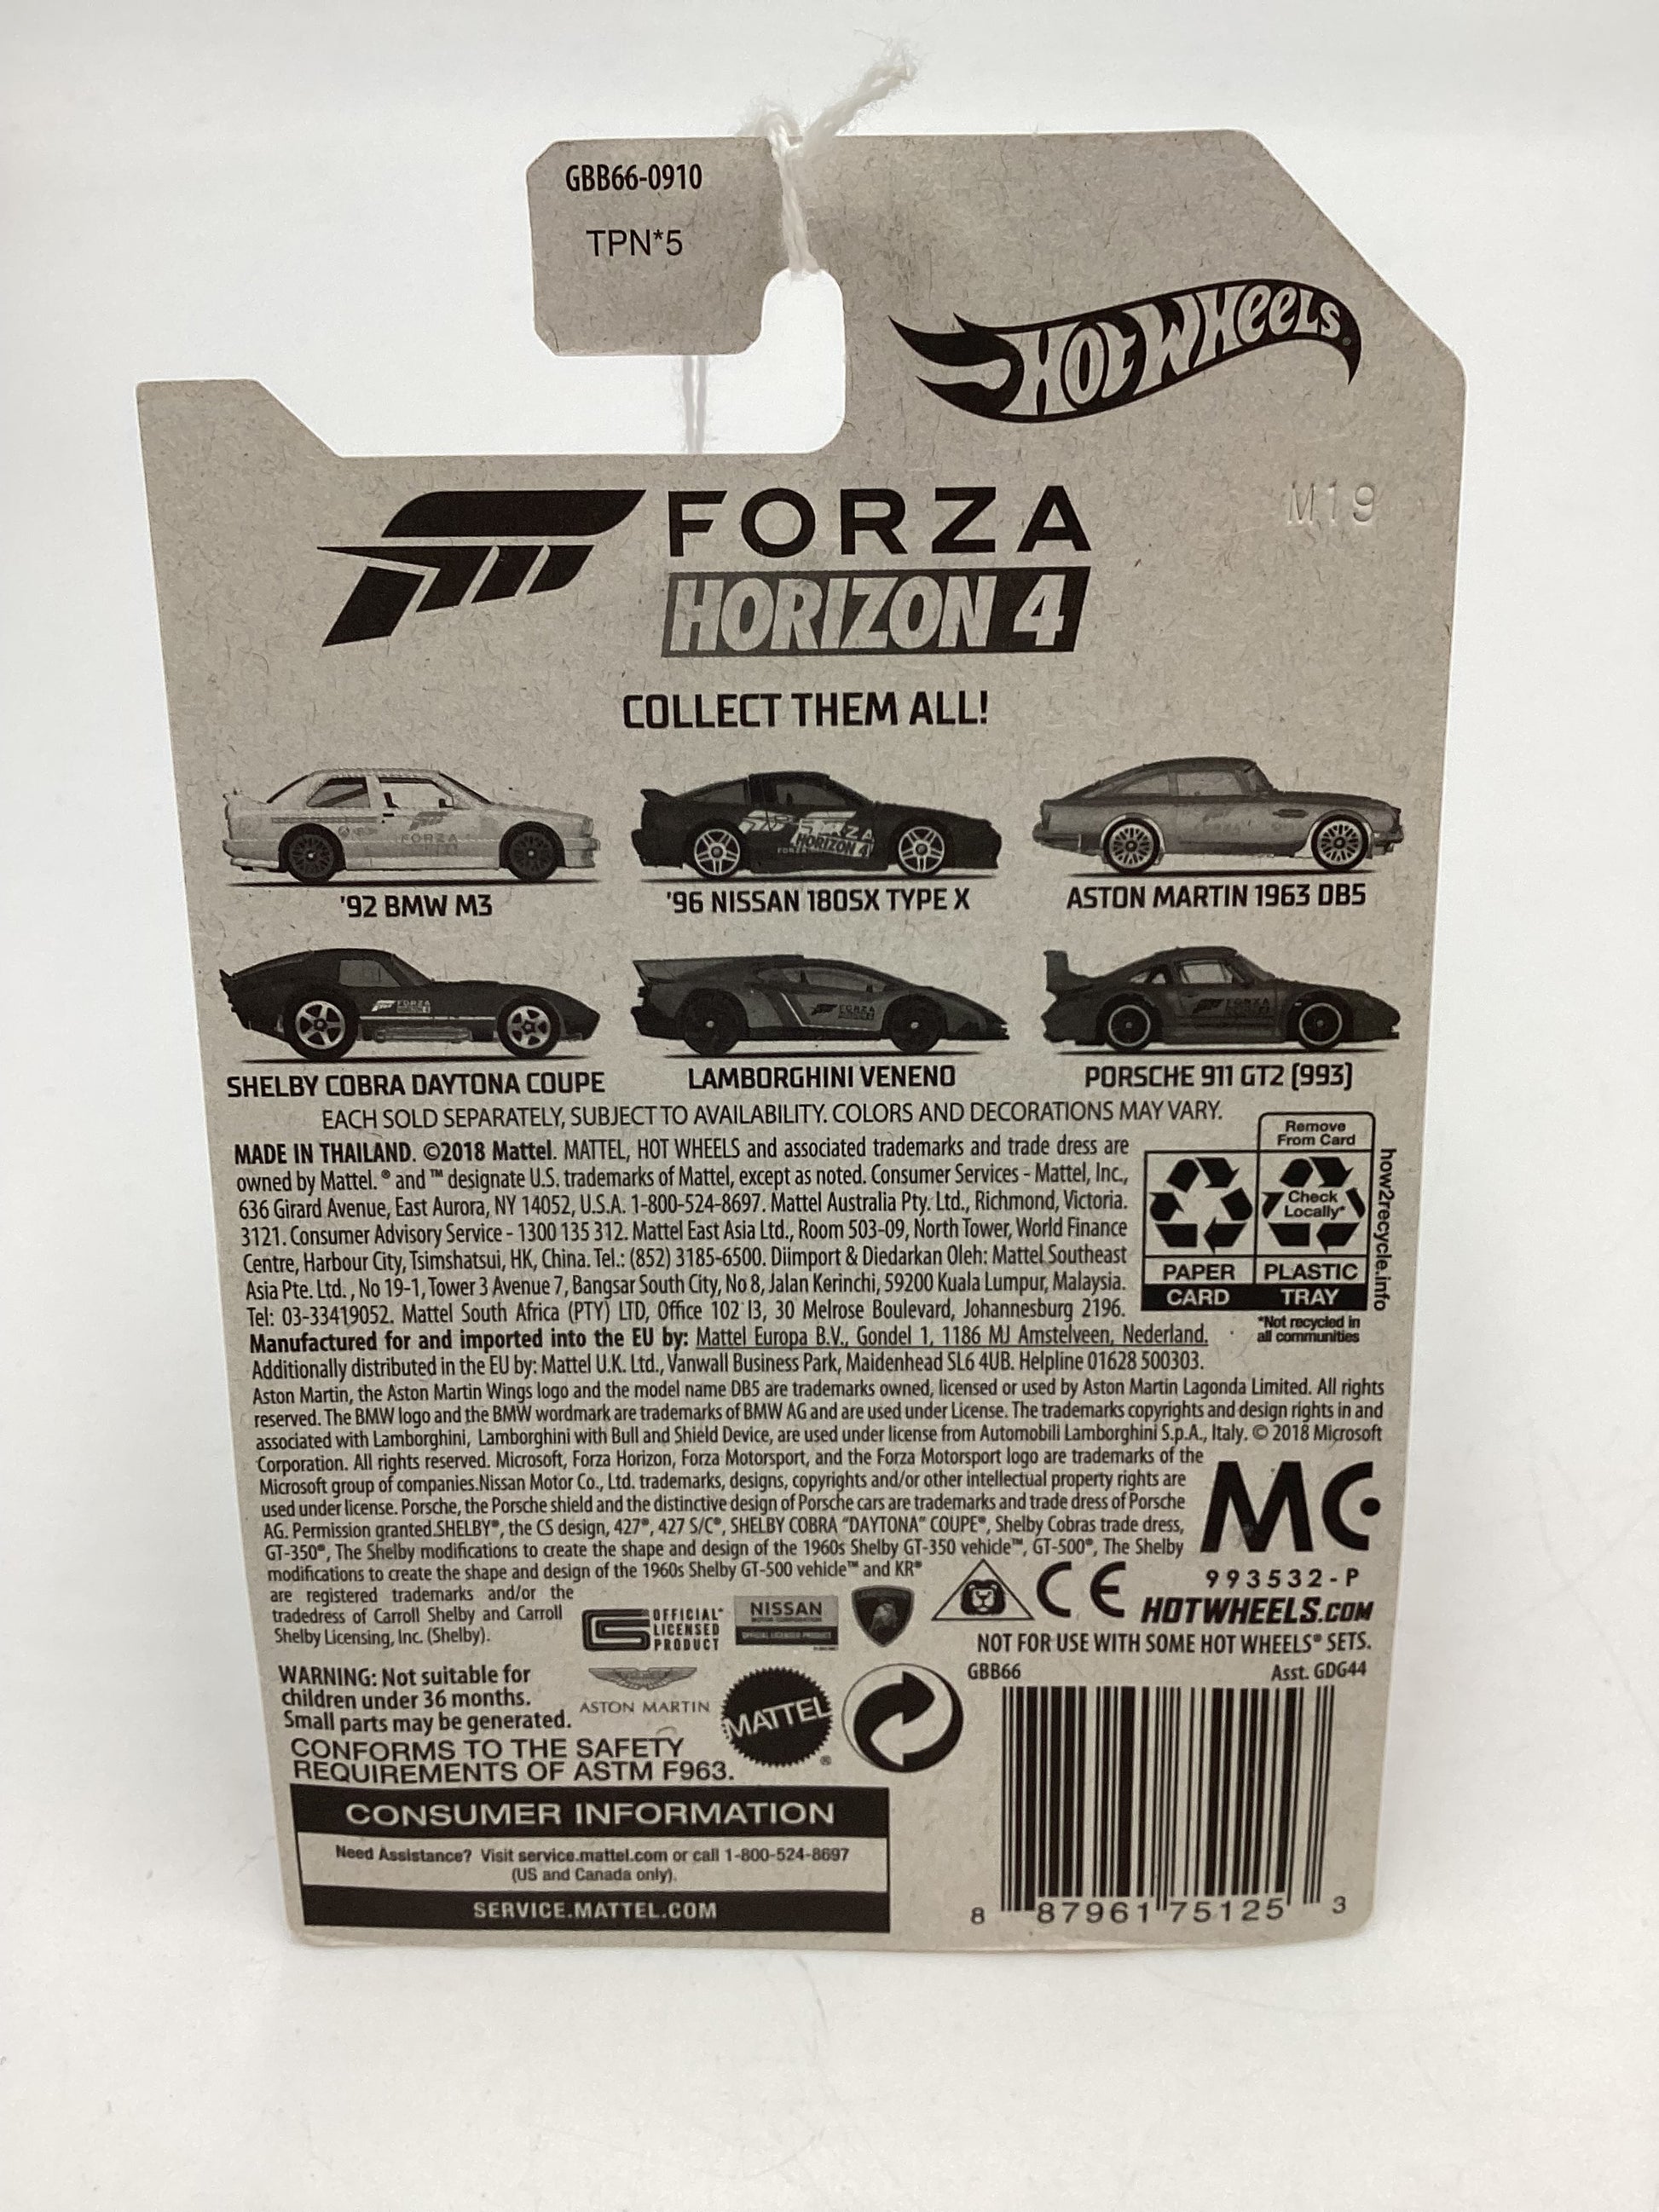 GBB66-0910
TPN*5
HOT WHEELS
M19
FORZA
HORIZON 4
COLLECT THEM ALL!
'92 BMW M3
'96 NISSAN 180SX TYPE X
ASTON MARTIN 1963 DB5
SHELBY COBRA DAYTONA COUPE
LAMBORGHINI VENENO
PORSCHE 911 GT2 (993)
EACH SOLD SEPARATELY, SUBJECT TO AVAILABILITY. COLORS AND DECORATIONS MAY VARY.
MADE IN THAILAND. ©2018 Mattel. MATTEL, HOT WHEELS and associated trademarks and trade dress are
owned by Mattel. ® and ™ designate U.S. trademarks of Mattel, except as noted. Consumer Services - Mattel, Inc.,
636 Girard Avenue, East Aurora, NY 14052, U.S.A. 1-800-524-8697. Mattel Australia Pty. Ltd., Richmond, Victoria.
3121. Consumer Advisory Service - 1300 135 312. Mattel East Asia Ltd., Room 503-09, North Tower, World Finance
Centre, Harbour City, Tsimshatsui, HK, China. Tel.: (852) 3185-6500. Diimport & Diedarkan Oleh: Mattel Southeast
Asia Pte. Ltd., No 19-1, Tower 3 Avenue 7, Bangsar South City, No 8, Jalan Kerinchi, 59200 Kuala Lumpur, Malaysia.
Tel: 03-33419052. Mattel South Africa (PTY) LTD, Office 102 I3, 30 Melrose Boulevard, Johannesburg 2196.
Manufactured for and imported into the EU by: Mattel Europa B.V., Gondel 1, 1186 MJ Amstelveen, Nederland.
Additionally distributed in the EU by: Mattel U.K. Ltd., Vanwall Business Park, Maidenhead SL6 4UB. Helpline 01628 500303.
Remove
From Card
Check
Locally*
PAPER
PLASTIC
CARD
TRAY
*Not recycled in
all communities
how2recycle.info
Aston Martin, the Aston Martin Wings logo and the model name DB5 are trademarks owned, licensed or used by Aston Martin Lagonda Limited. All rights
reserved. The BMW logo and the BMW wordmark are trademarks of BMW AG and are used under License. The trademarks copyrights and design rights in and
associated with Lamborghini, Lamborghini with Bull and Shield Device, are used under license from Automobili Lamborghini S.p.A., Italy. © 2018 Microsoft
Corporation. All rights reserved. Microsoft, Forza Horizon, Forza Motorsport, and the Forza Motorsport logo are trademarks of the
Microsoft group of companies.Nissan Motor Co., Ltd. trademarks, designs, copyrights and/or other intellectual property rights are
used under license. Porsche, the Porsche shield and the distinctive design of Porsche cars are trademarks and trade dress of Porsche
AG. Permission granted.SHELBY®, the CS design, 427®, 427 S/C®, SHELBY COBRA "DAYTONA" COUPE®, Shelby Cobras trade dress,
GT-350®, The Shelby modifications to create the shape and design of the 1960s Shelby GT-350 vehicle™, GT-500®, The Shelby
modifications to create the shape and design of the 1960s Shelby GT-500 vehicle™ and KR®
are registered trademarks and/or the
tradedress of Carroll Shelby and Carroll
Shelby Licensing, Inc. (Shelby).
OFFICIAL
LICENSED
PRODUCT
NISSAN
OFFICIAL LICENSED PRODUCT
MC
CE
993532-P
HOTWHEELS.COM
NOT FOR USE WITH SOME HOT WHEELS® SETS.
WARNING: Not suitable for
children under 36 months.
Small parts may be generated.
CONFORMS TO THE SAFETY
REQUIREMENTS OF ASTM F963.
ASTON MARTIN
MATTEL
GBB66
Asst. GDG44
CONSUMER INFORMATION
Need Assistance? Visit service.mattel.com or call 1-800-524-8697
(US and Canada only).
SERVICE.MATTEL.COM
8 87961 75125 3